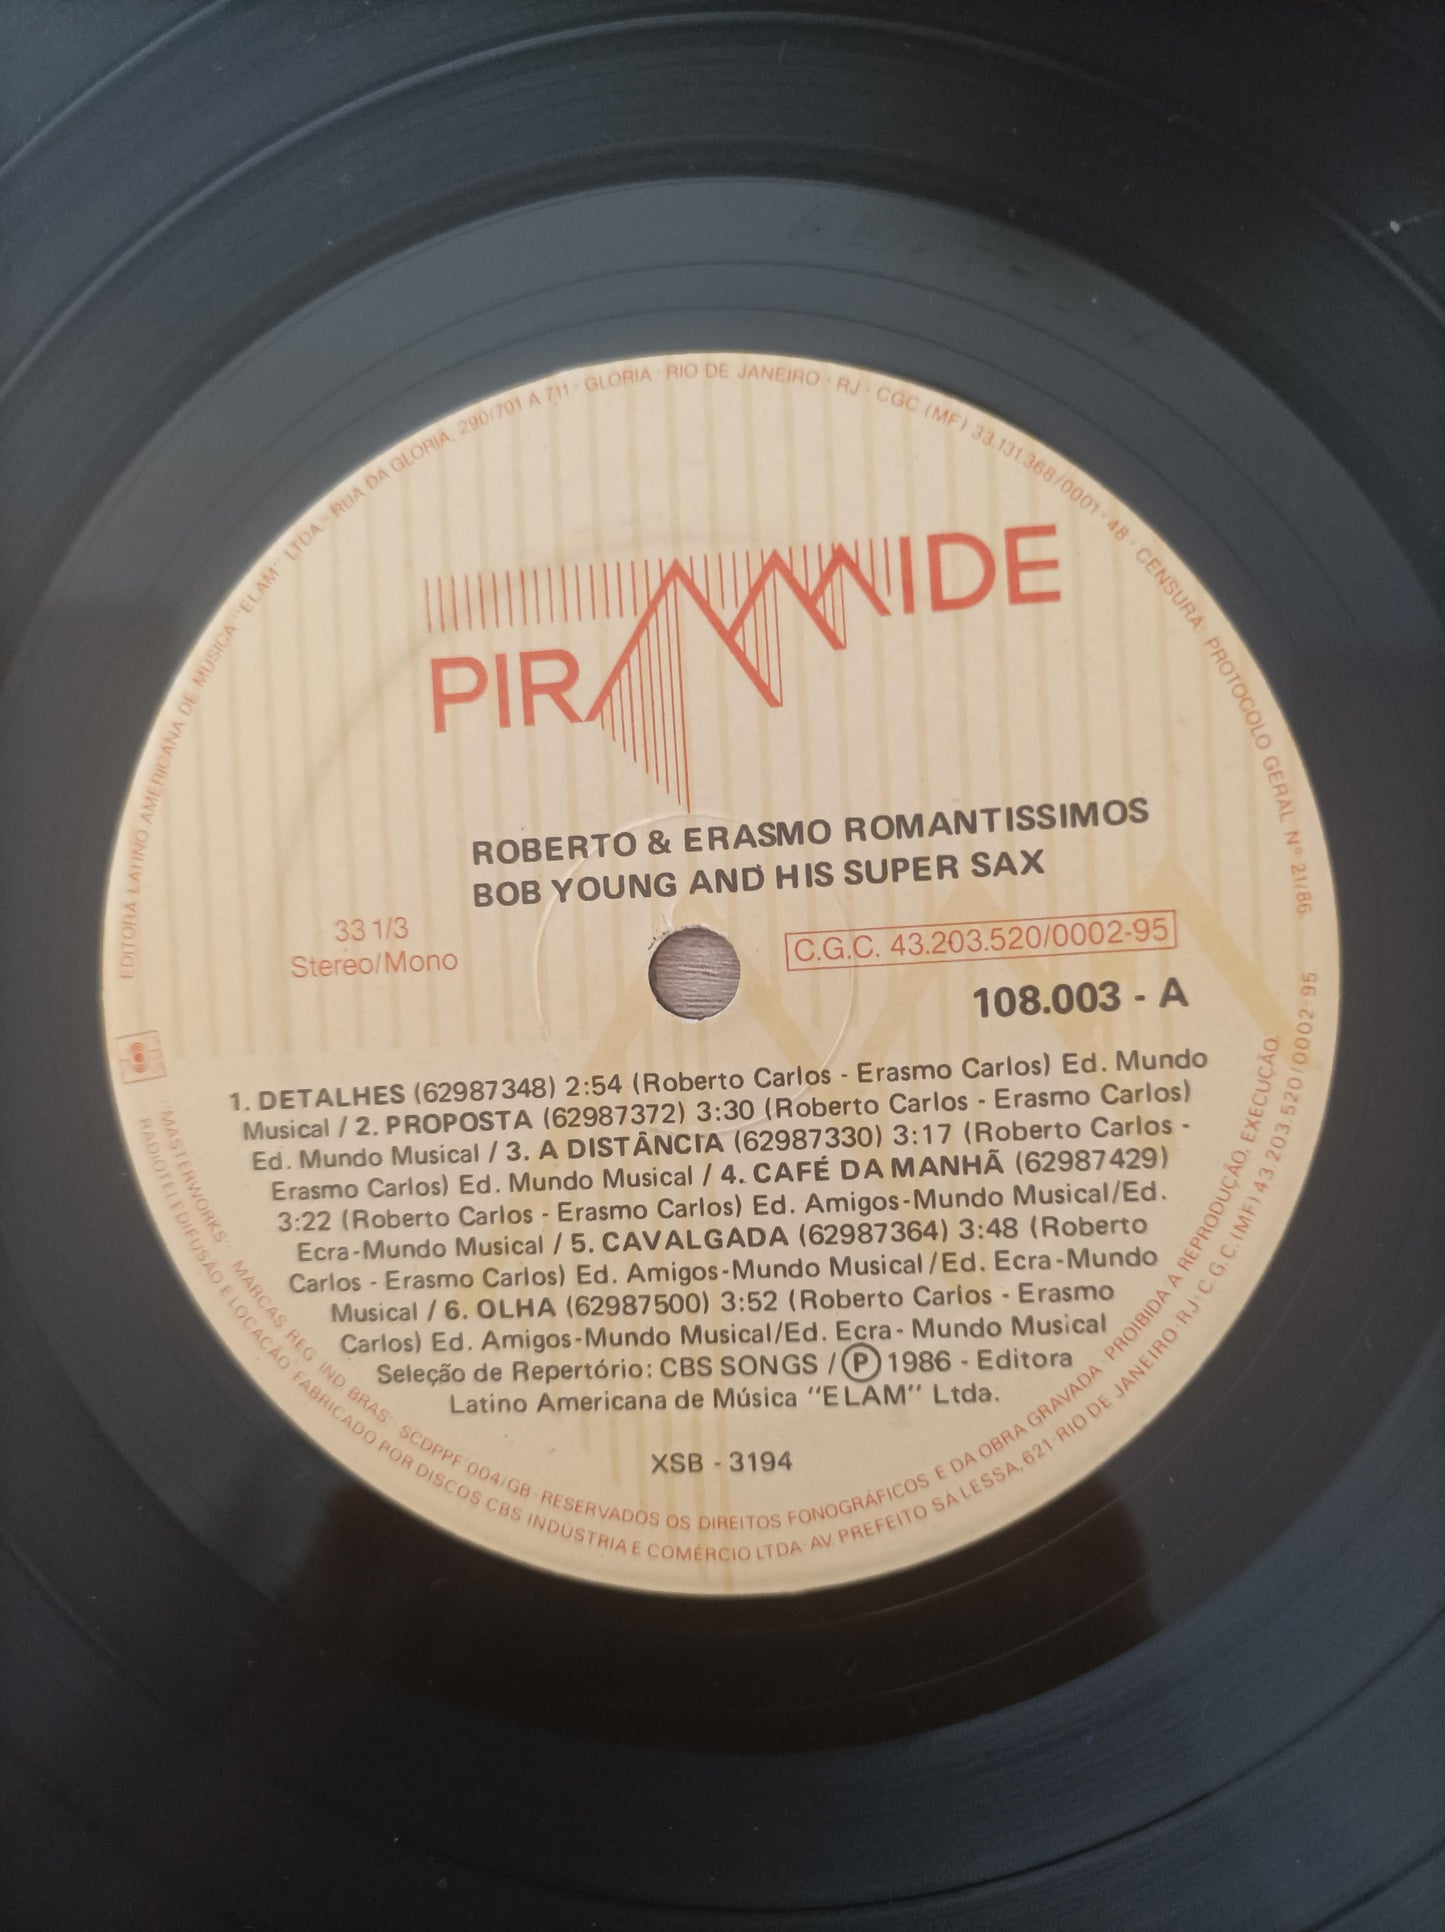 EDITORA LATINO AMERICANA DE MUSICA "ELAM" LTDA · RUA DA GLORIA, 290/701 A 711 · GLORIA · RIO DE JANEIRO · RJ · CGC (MF) 33.131.368/0001-48 · CENSURA: PROTOCOLO GERAL Nº 21/86
PIRAMIDE
ROBERTO & ERASMO ROMANTISSIMOS
BOB YOUNG AND HIS SUPER SAX
33 1/3
Stereo/Mono
C.G.C. 43.203.520/0002-95
108.003 - A
1. DETALHES (62987348) 2:54 (Roberto Carlos - Erasmo Carlos) Ed. Mundo
Musical / 2. PROPOSTA (62987372) 3:30 (Roberto Carlos - Erasmo Carlos)
Ed. Mundo Musical / 3. A DISTÂNCIA (62987330) 3:17 (Roberto Carlos -
Erasmo Carlos) Ed. Mundo Musical / 4. CAFÉ DA MANHÃ (62987429)
3:22 (Roberto Carlos - Erasmo Carlos) Ed. Amigos-Mundo Musical/Ed.
Ecra-Mundo Musical / 5. CAVALGADA (62987364) 3:48 (Roberto
Carlos - Erasmo Carlos) Ed. Amigos-Mundo Musical/Ed. Ecra-Mundo
Musical / 6. OLHA (62987500) 3:52 (Roberto Carlos - Erasmo
Carlos) Ed. Amigos-Mundo Musical/Ed. Ecra- Mundo Musical
Seleção de Repertório: CBS SONGS / Ⓟ 1986 - Editora
Latino Americana de Música "ELAM" Ltda.
XSB - 3194
"MASTERWORKS" MARCAS REG. IND. BRAS. · SCDPPF 004/GB · RESERVADOS OS DIREITOS FONOGRÁFICOS E DA OBRA GRAVADA · PROIBIDA A REPRODUÇÃO, EXECUÇÃO,
RADIOTELEDIFUSÃO E LOCAÇÃO · FABRICADO POR DISCOS CBS INDÚSTRIA E COMÉRCIO LTDA · AV. PREFEITO SÁ LESSA, 621 · RIO DE JANEIRO · RJ · C.G.C. (MF) 43.203.520/0002-95